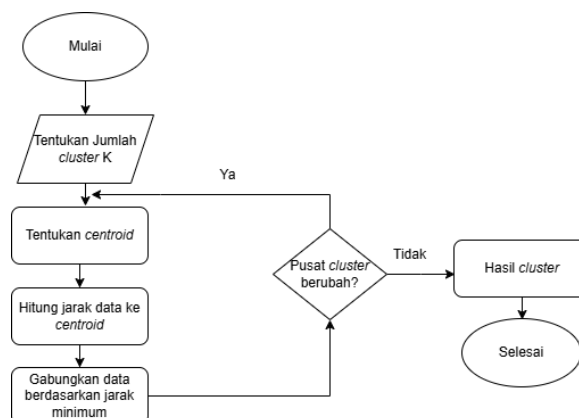 Mulai
Tentukan Jumlah
cluster K
Ya
Tentukan centroid
Pusat cluster
berubah?
Tidak
Hasil cluster
Hitung jarak data ke
centroid
Selesai
Gabungkan data
berdasarkan jarak
minimum